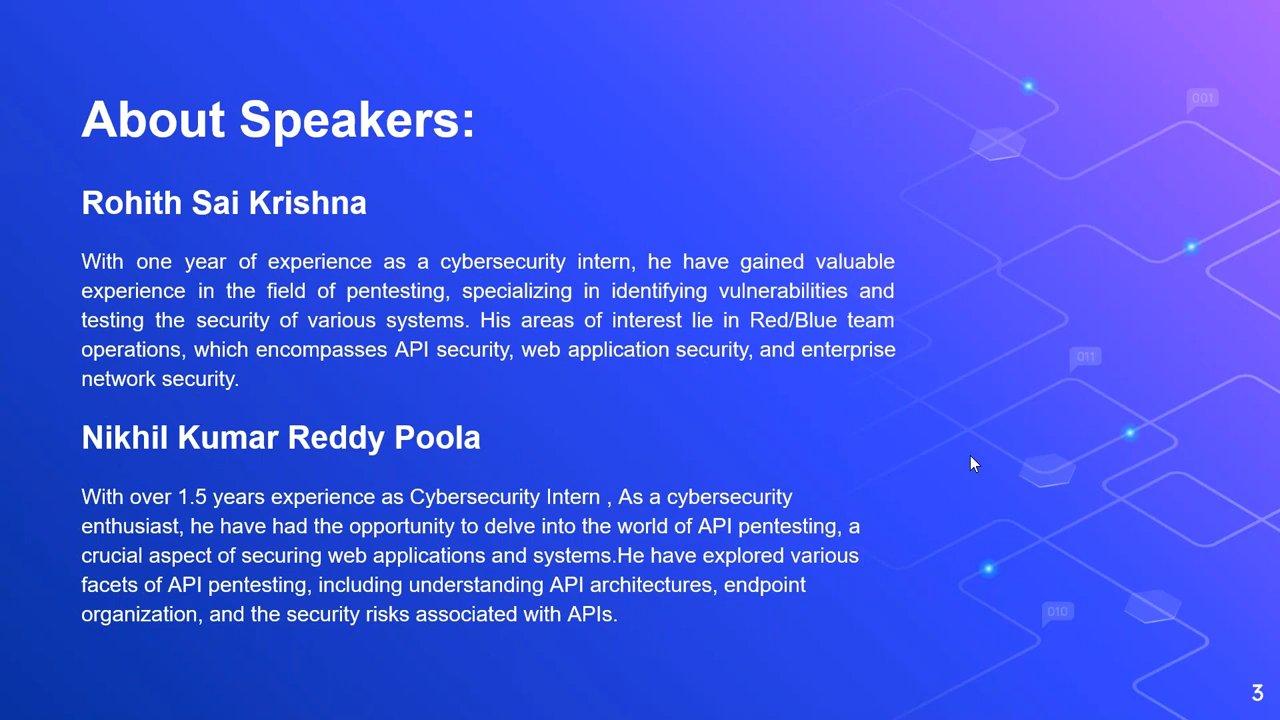 About Speakers:
Rohith Sai Krishna
With one year of experience as a cybersecurity intern, he have gained valuable
experience in the field of pentesting, specializing in identifying vulnerabilities and
testing the security of various systems. His areas of interest lie in Red/Blue team
operations, which encompasses API security, web application security, and enterprise
network security.
Nikhil Kumar Reddy Poola
With over 1.5 years experience as Cybersecurity Intern , As a cybersecurity
enthusiast, he have had the opportunity to delve into the world of API pentesting, a
crucial aspect of securing web applications and systems.He have explored various
facets of API pentesting, including understanding API architectures, endpoint
organization, and the security risks associated with APIs.
001
011
010
3